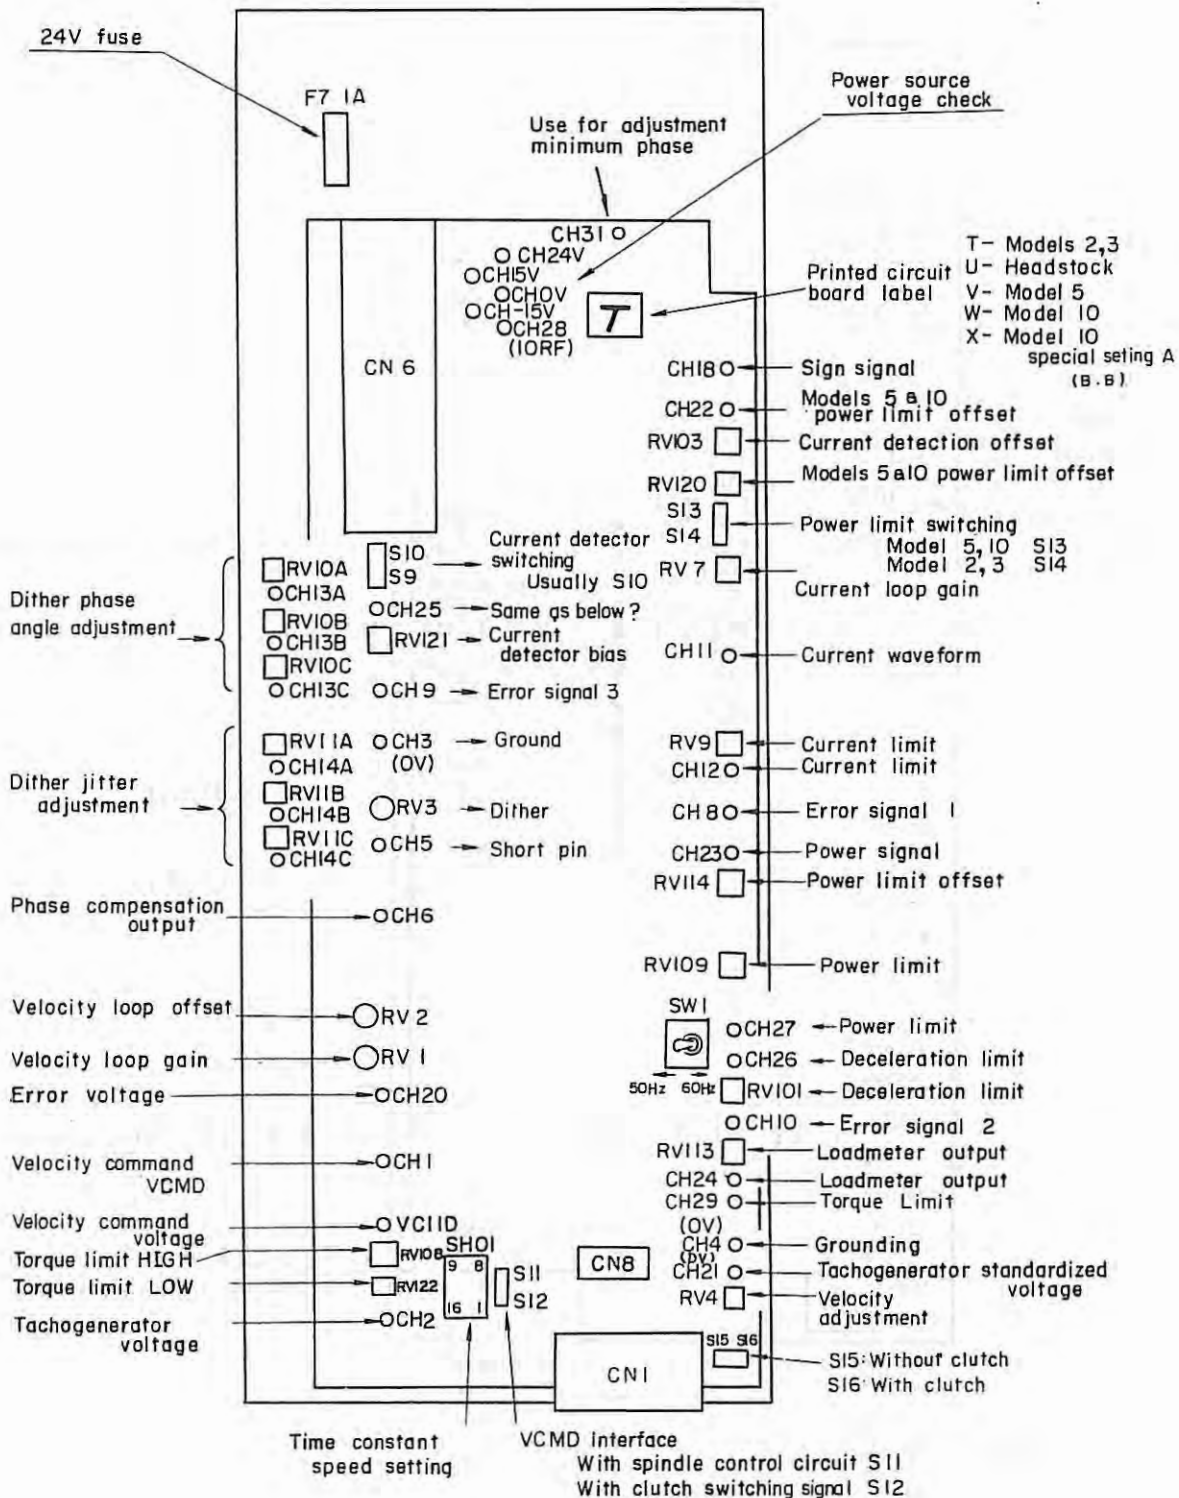 24V fuse
F7 1A
Power source
voltage check
Use for adjustment
minimum phase
CH31
CH24V
CH15V
CH0V
CH-15V
CH28
(10RF)
T
Printed circuit
board label
T- Models 2,3
U- Headstock
V- Model 5
W- Model 10
X- Model 10
special seting A
(B.B)
CN 6
CH18
Sign signal
CH22
Models 5 & 10
power limit offset
RV103
Current detection offset
RV120
Models 5&10 power limit offset
S13
S14
Power limit switching
Model 5,10 S13
Model 2,3 S14
RV 7
Current loop gain
CH11
Current waveform
Dither phase
angle adjustment
RV10A
CH13A
RV10B
CH13B
RV10C
CH13C
S10
S9
Current detector
switching
Usually S10
CH25
Same as below?
RV121
Current
detector bias
CH9
Error signal 3
Dither jitter
adjustment
RV11A
CH14A
RV11B
CH14B
RV11C
CH14C
CH3
(0V)
Ground
RV3
Dither
CH5
Short pin
RV9
Current limit
CH12
Current limit
CH8
Error signal 1
CH23
Power signal
RV114
Power limit offset
Phase compensation
output
CH6
RV109
Power limit
Velocity loop offset
RV2
Velocity loop gain
RV 1
Error voltage
CH20
SW1
50Hz 60Hz
CH27
Power limit
CH26
Deceleration limit
RV101
Deceleration limit
CH10
Error signal 2
RV113
Loadmeter output
CH24
Loadmeter output
CH29
Torque Limit
(0V)
CH4
Grounding
(0V)
CH21
Tachogenerator standardized
voltage
RV4
Velocity
adjustment
Velocity command
VCMD
CH1
Velocity command
voltage
VC11D
Torque limit HIGH
RV108
Torque limit LOW
RV122
Tachogenerator
voltage
CH2
SH01
9 8
16 1
S11
S12
CN8
CN1
S15 S16
S15:Without clutch
S16:With clutch
Time constant
speed setting
VCMD interface
With spindle control circuit S11
With clutch switching signal S12